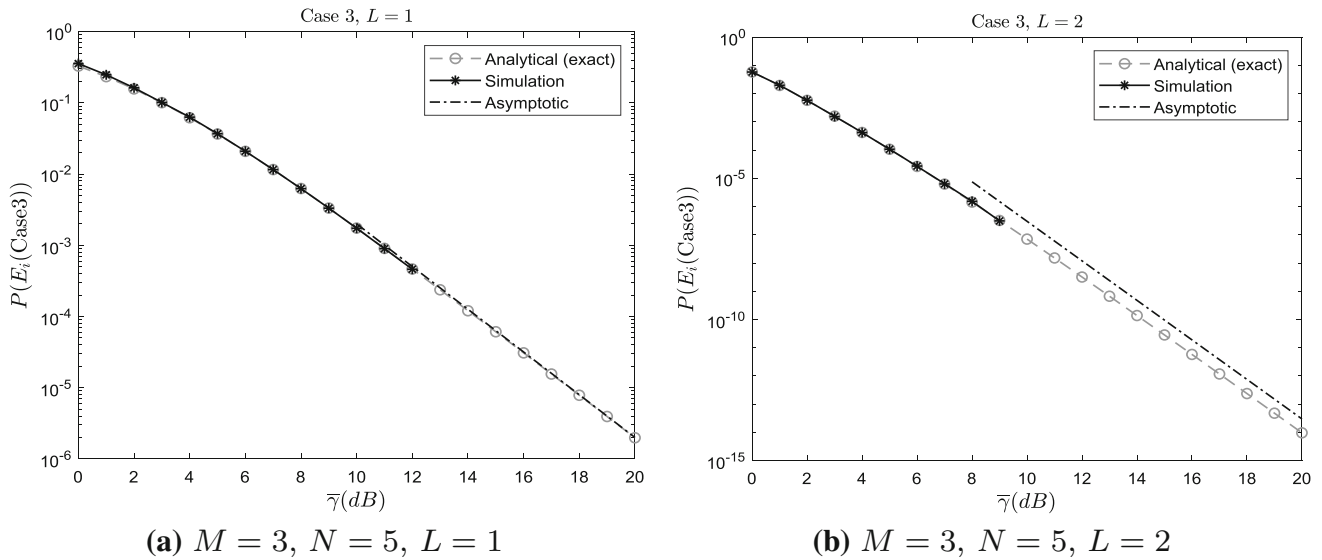 Case 3, L = 1
10^0
10^-1
10^-2
10^-3
10^-4
10^-5
10^-6
P(E_i(Case3))
Analytical (exact)
Simulation
Asymptotic
0 2 4 6 8 10 12 14 16 18 20
γ̅(dB)
(a) M = 3, N = 5, L = 1
Case 3, L = 2
10^0
10^-5
10^-10
10^-15
P(E_i(Case3))
Analytical (exact)
Simulation
Asymptotic
0 2 4 6 8 10 12 14 16 18 20
γ̅(dB)
(b) M = 3, N = 5, L = 2